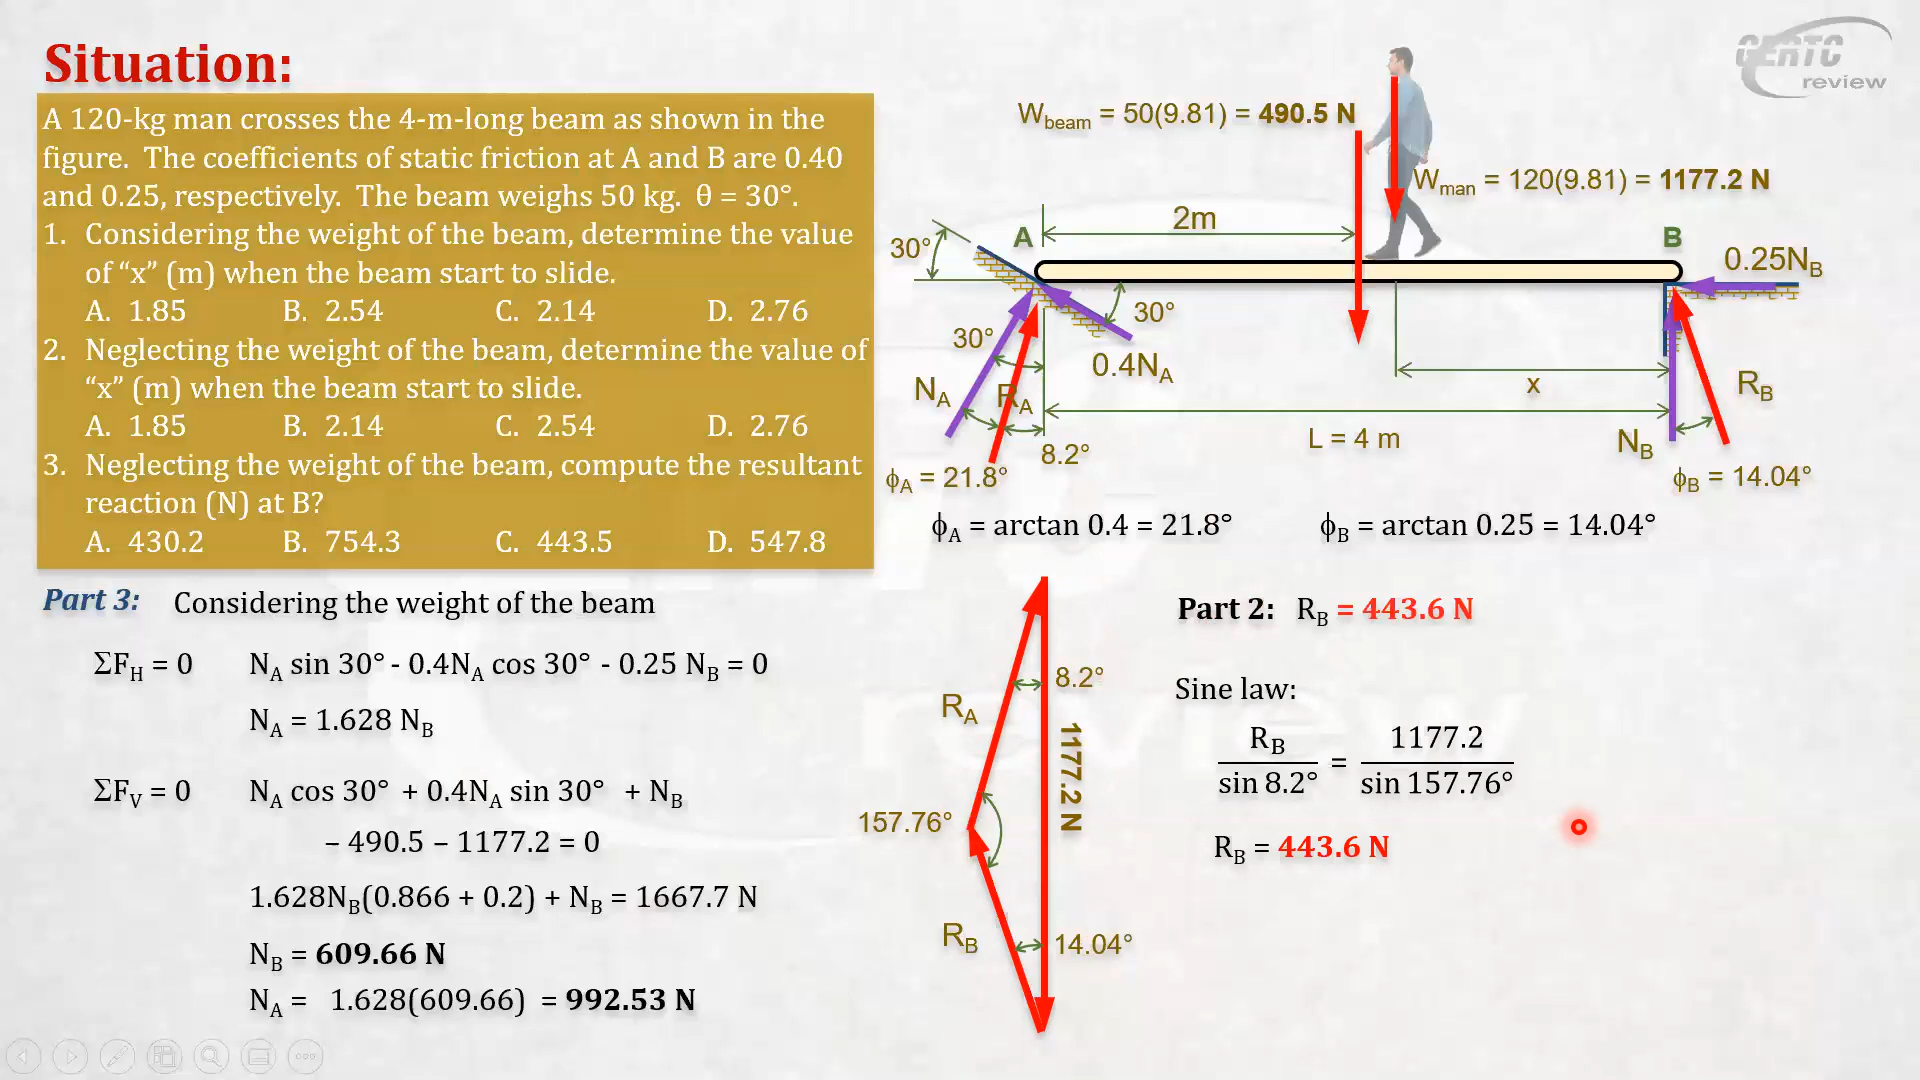 Situation:
A 120-kg man crosses the 4-m-long beam as shown in the
figure. The coefficients of static friction at A and B are 0.40
and 0.25, respectively. The beam weighs 50 kg. θ = 30°.
1. Considering the weight of the beam, determine the value
of “x” (m) when the beam start to slide.
A. 1.85 B. 2.54 C. 2.14 D. 2.76
2. Neglecting the weight of the beam, determine the value of
“x” (m) when the beam start to slide.
A. 1.85 B. 2.14 C. 2.54 D. 2.76
3. Neglecting the weight of the beam, compute the resultant
reaction (N) at B?
A. 430.2 B. 754.3 C. 443.5 D. 547.8
CERTC
review
W_beam = 50(9.81) = 490.5 N
W_man = 120(9.81) = 1177.2 N
2m
A
B
30°
0.25N_B
30°
30°
0.4N_A
N_A
R_A
x
R_B
L = 4 m
N_B
8.2°
ϕ_A = 21.8°
ϕ_B = 14.04°
ϕ_A = arctan 0.4 = 21.8°
ϕ_B = arctan 0.25 = 14.04°
Part 3: Considering the weight of the beam
ΣF_H = 0 N_A sin 30° - 0.4N_A cos 30° - 0.25 N_B = 0
N_A = 1.628 N_B
ΣF_V = 0 N_A cos 30° + 0.4N_A sin 30° + N_B
– 490.5 – 1177.2 = 0
1.628N_B(0.866 + 0.2) + N_B = 1667.7 N
N_B = 609.66 N
N_A = 1.628(609.66) = 992.53 N
8.2°
R_A
1177.2 N
157.76°
R_B
14.04°
Part 2: R_B = 443.6 N
Sine law:
R_B / sin 8.2° = 1177.2 / sin 157.76°
R_B = 443.6 N
review